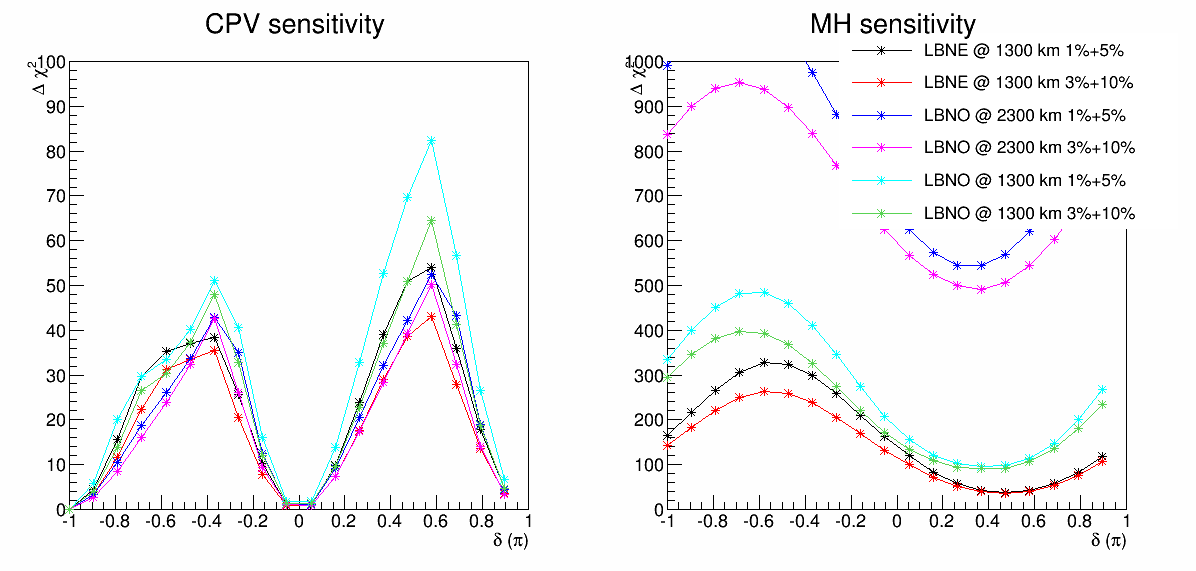 CPV sensitivity
Δ χ²
100
90
80
70
60
50
40
30
20
10
0
-1 -0.8 -0.6 -0.4 -0.2 0 0.2 0.4 0.6 0.8 1
δ (π)
MH sensitivity
Δ χ²
1000
900
800
700
600
500
400
300
200
100
0
-1 -0.8 -0.6 -0.4 -0.2 0 0.2 0.4 0.6 0.8 1
δ (π)
LBNE @ 1300 km 1%+5%
LBNE @ 1300 km 3%+10%
LBNO @ 2300 km 1%+5%
LBNO @ 2300 km 3%+10%
LBNO @ 1300 km 1%+5%
LBNO @ 1300 km 3%+10%